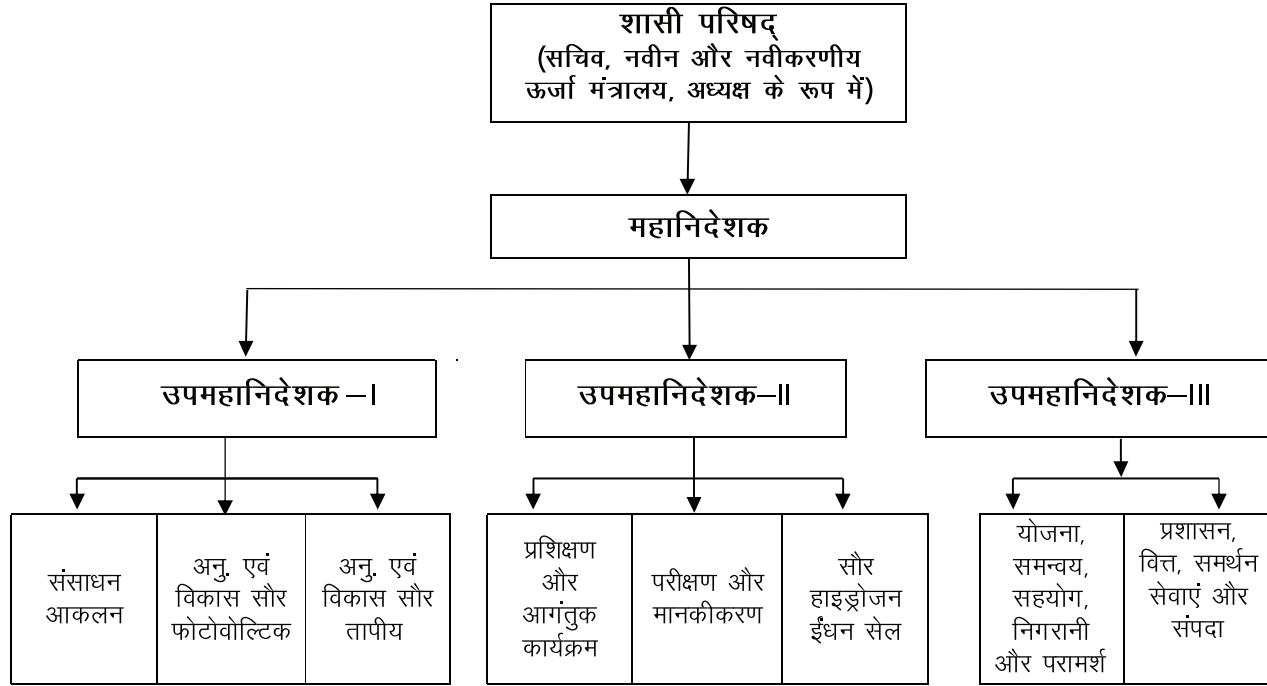 शासी परिषद्
(सचिव, नवीन और नवीकरणीय
ऊर्जा मंत्रालय, अध्यक्ष के रूप में)
महानिदेशक
उपमहानिदेशक –I
उपमहानिदेशक–II
उपमहानिदेशक–III
संसाधन
आकलन
अनु. एवं
विकास सौर
फोटोवोल्टिक
अनु. एवं
विकास सौर
तापीय
प्रशिक्षण
और
आगंतुक
कार्यक्रम
परीक्षण और
मानकीकरण
सौर
हाइड्रोजन
ईंधन सेल
योजना,
समन्वय,
सहयोग,
निगरानी
और परामर्श
प्रशासन,
वित्त, समर्थन
सेवाएं और
संपदा